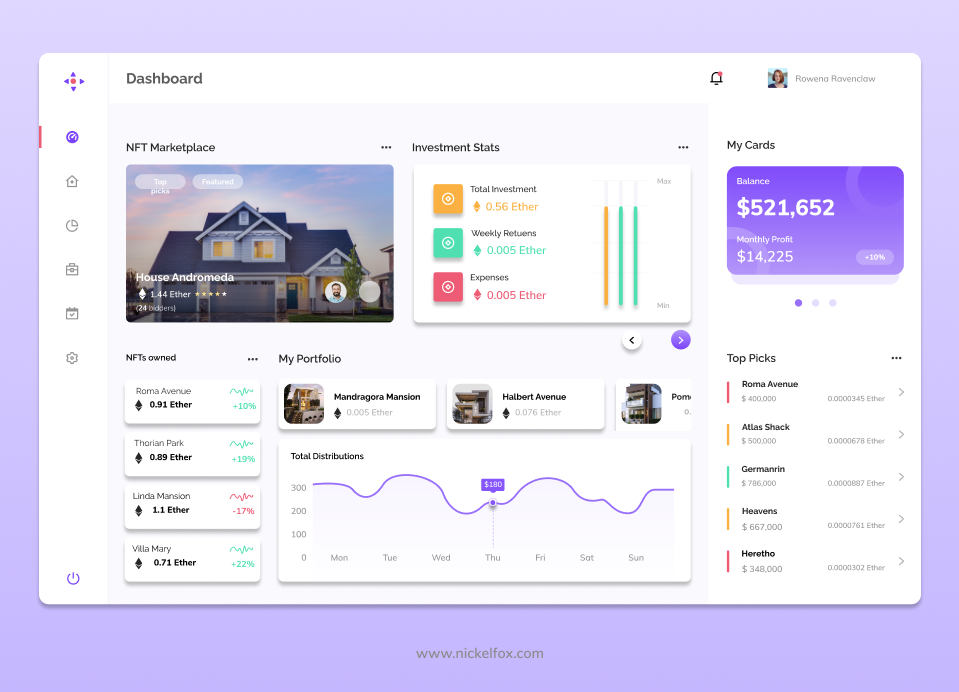 Dashboard
Rowena Ravenclaw
NFT Marketplace
Top
picks
Featured
House Andromeda
1.44 Ether
(24 bidders)
Investment Stats
Total Investment
0.56 Ether
Weekly Retuens
0.005 Ether
Expenses
0.005 Ether
Max
Min
My Cards
Balance
$521,652
Monthly Profit
$14,225
+10%
NFTs owned
Roma Avenue
0.91 Ether
+10%
Thorian Park
0.89 Ether
+19%
Linda Mansion
1.1 Ether
-17%
Villa Mary
0.71 Ether
+22%
My Portfolio
Mandragora Mansion
0.005 Ether
Halbert Avenue
0.076 Ether
Pom
0.
Total Distributions
$180
300
200
100
0
Mon Tue Wed Thu Fri Sat Sun
Top Picks
Roma Avenue
$ 400,000 0.0000345 Ether
Atlas Shack
$ 500,000 0.0000678 Ether
Germanrin
$ 786,000 0.0000887 Ether
Heavens
$ 667,000 0.0000761 Ether
Heretho
$ 348,000 0.0000302 Ether
www.nickelfox.com